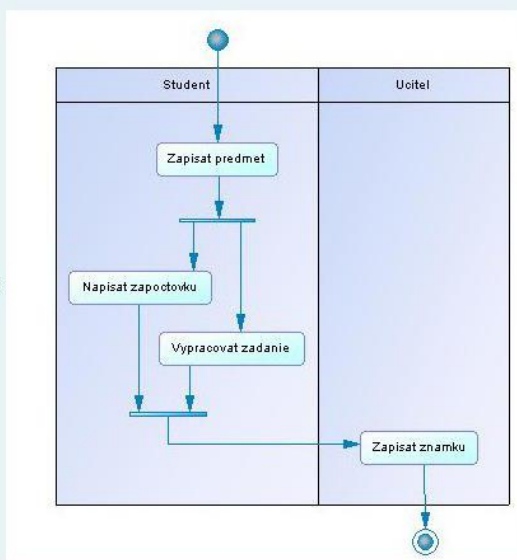 Student
Ucitel
Zapisat predmet
Napisat zapoctovku
Vypracovat zadanie
Zapisat znamku